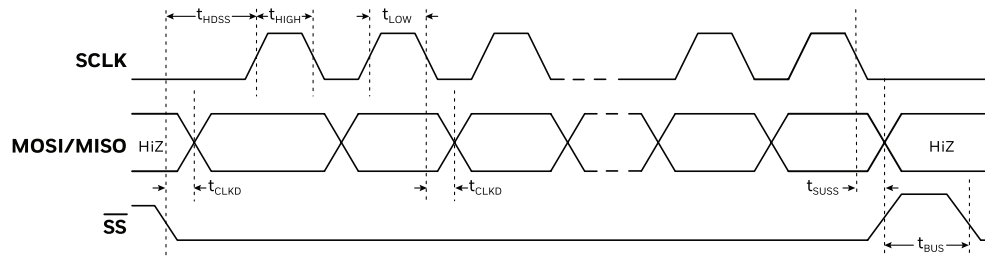 tHDSS tHIGH tLOW
SCLK
MOSI/MISO HiZ HiZ
tCLKD tCLKD tSUSS
SS
tBUS